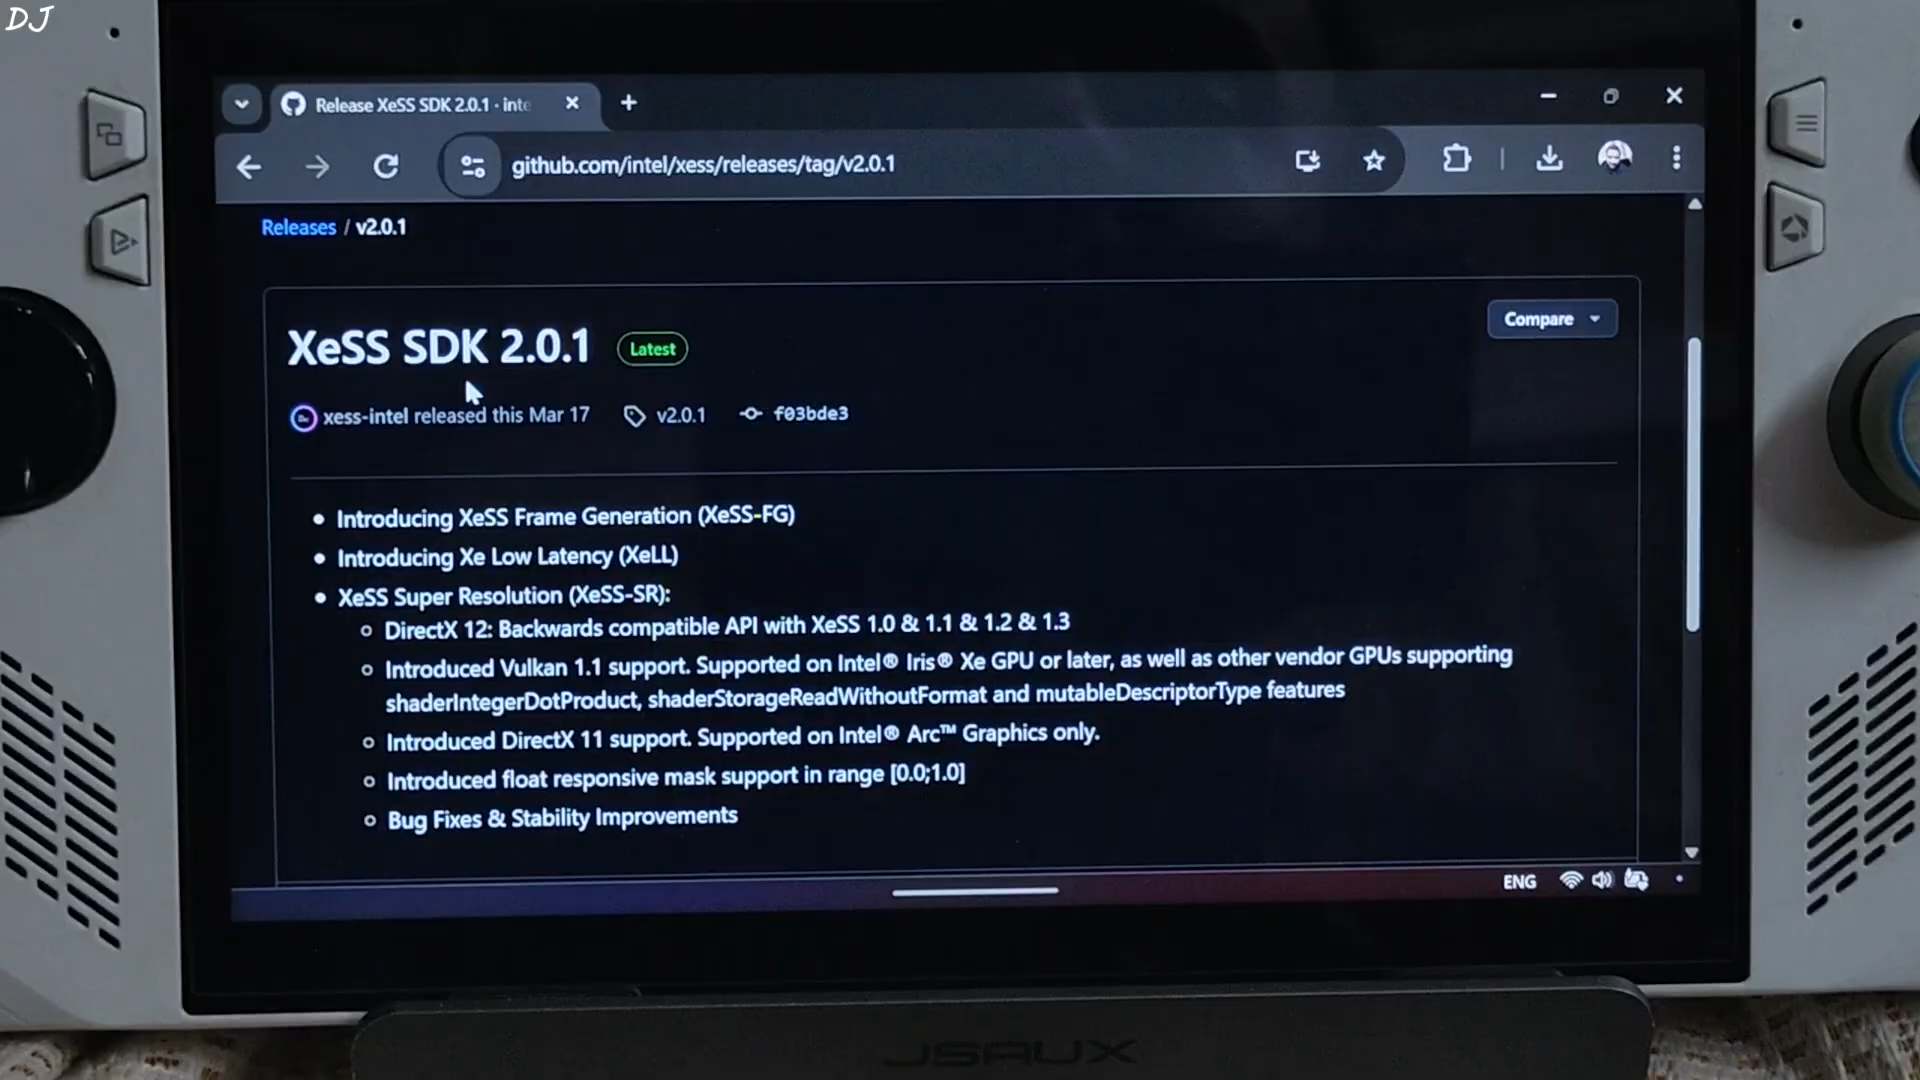 DJ
Release XeSS SDK 2.0.1 · inte
github.com/intel/xess/releases/tag/v2.0.1
Releases / v2.0.1
XeSS SDK 2.0.1 Latest
Compare
xess-intel released this Mar 17 v2.0.1 f03bde3
Introducing XeSS Frame Generation (XeSS-FG)
Introducing Xe Low Latency (XeLL)
XeSS Super Resolution (XeSS-SR):
DirectX 12: Backwards compatible API with XeSS 1.0 & 1.1 & 1.2 & 1.3
Introduced Vulkan 1.1 support. Supported on Intel® Iris® Xe GPU or later, as well as other vendor GPUs supporting
shaderIntegerDotProduct, shaderStorageReadWithoutFormat and mutableDescriptorType features
Introduced DirectX 11 support. Supported on Intel® Arc™ Graphics only.
Introduced float responsive mask support in range [0.0;1.0]
Bug Fixes & Stability Improvements
ENG
JSAUX